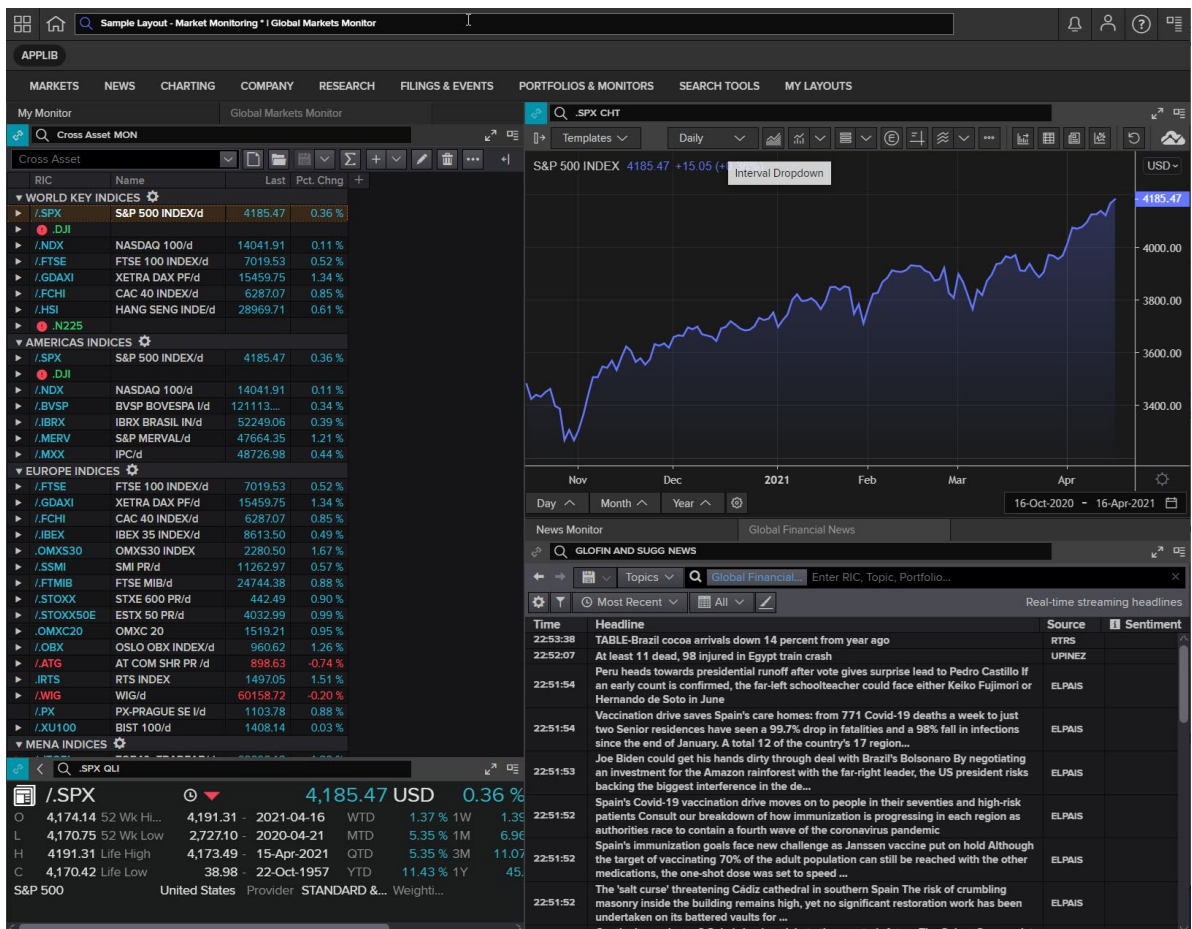 Sample Layout - Market Monitoring * | Global Markets Monitor
APPLIB
MARKETS NEWS CHARTING COMPANY RESEARCH FILINGS & EVENTS PORTFOLIOS & MONITORS SEARCH TOOLS MY LAYOUTS
My Monitor Global Markets Monitor
Cross Asset MON
Cross Asset
RIC Name Last Pct. Chng +
WORLD KEY INDICES
/.SPX S&P 500 INDEX/d 4185.47 0.36 %
.DJI
/.NDX NASDAQ 100/d 14041.91 0.11 %
/.FTSE FTSE 100 INDEX/d 7019.53 0.52 %
/.GDAXI XETRA DAX PF/d 15459.75 1.34 %
/.FCHI CAC 40 INDEX/d 6287.07 0.85 %
/.HSI HANG SENG INDE/d 28969.71 0.61 %
.N225
AMERICAS INDICES
/.SPX S&P 500 INDEX/d 4185.47 0.36 %
.DJI
/.NDX NASDAQ 100/d 14041.91 0.11 %
/.BVSP BVSP BOVESPA I/d 121113.... 0.34 %
/.IBRX IBRX BRASIL IN/d 52249.06 0.39 %
/.MERV S&P MERVAL/d 47664.35 1.21 %
/.MXX IPC/d 48726.98 0.44 %
EUROPE INDICES
/.FTSE FTSE 100 INDEX/d 7019.53 0.52 %
/.GDAXI XETRA DAX PF/d 15459.75 1.34 %
/.FCHI CAC 40 INDEX/d 6287.07 0.85 %
/.IBEX IBEX 35 INDEX/d 8613.50 0.49 %
.OMXS30 OMXS30 INDEX 2280.50 1.67 %
/.SSMI SMI PR/d 11262.97 0.57 %
/.FTMIB FTSE MIB/d 24744.38 0.88 %
/.STOXX STXE 600 PR/d 442.49 0.90 %
/.STOXX50E ESTX 50 PR/d 4032.99 0.99 %
.OMXC20 OMXC 20 1519.21 0.95 %
/.OBX OSLO OBX INDEX/d 960.62 1.26 %
/.ATG AT COM SHR PR /d 898.63 -0.74 %
.IRTS RTS INDEX 1497.05 1.51 %
/.WIG WIG/d 60158.72 -0.20 %
/.PX PX-PRAGUE SE I/d 1103.78 0.88 %
/.XU100 BIST 100/d 1408.14 0.03 %
MENA INDICES
.SPX QLI
/.SPX 4,185.47 USD 0.36 %
O 4,174.14 52 Wk Hi... 4,191.31 - 2021-04-16 WTD 1.37 % 1W 1.39
L 4,170.75 52 Wk Low 2,727.10 - 2020-04-21 MTD 5.35 % 1M 6.96
H 4191.31 Life High 4,173.49 - 15-Apr-2021 QTD 5.35 % 3M 11.07
C 4,170.42 Life Low 38.98 - 22-Oct-1957 YTD 11.43 % 1Y 45.
S&P 500 United States Provider STANDARD &... Weighti...
.SPX CHT
Templates Daily
S&P 500 INDEX 4185.47 +15.05 (+
Interval Dropdown
USD
4185.47
4000.00
3800.00
3600.00
3400.00
Nov Dec 2021 Feb Mar Apr
Day Month Year 16-Oct-2020 - 16-Apr-2021
News Monitor Global Financial News
GLOFIN AND SUGG NEWS
Topics Global Financial... Enter RIC, Topic, Portfolio...
Most Recent All Real-time streaming headlines
Time Headline Source Sentiment
22:53:38 TABLE-Brazil cocoa arrivals down 14 percent from year ago RTRS
22:52:07 At least 11 dead, 98 injured in Egypt train crash UPINEZ
Peru heads towards presidential runoff after vote gives surprise lead to Pedro Castillo If
22:51:54 an early count is confirmed, the far-left schoolteacher could face either Keiko Fujimori or ELPAIS
Hernando de Soto in June
Vaccination drive saves Spain's care homes: from 771 Covid-19 deaths a week to just
22:51:54 two Senior residences have seen a 99.7% drop in fatalities and a 98% fall in infections ELPAIS
since the end of January. A total 12 of the country's 17 region...
Joe Biden could get his hands dirty through deal with Brazil's Bolsonaro By negotiating
22:51:53 an investment for the Amazon rainforest with the far-right leader, the US president risks ELPAIS
backing the biggest interference in the de...
Spain's Covid-19 vaccination drive moves on to people in their seventies and high-risk
22:51:52 patients Consult our breakdown of how immunization is progressing in each region as ELPAIS
authorities race to contain a fourth wave of the coronavirus pandemic
Spain's immunization goals face new challenge as Janssen vaccine put on hold Although
22:51:52 the target of vaccinating 70% of the adult population can still be reached with the other ELPAIS
medications, the one-shot dose was set to speed ...
The 'salt curse' threatening Cádiz cathedral in southern Spain The risk of crumbling
22:51:52 masonry inside the building remains high, yet no significant restoration work has been ELPAIS
undertaken on its battered vaults for ...